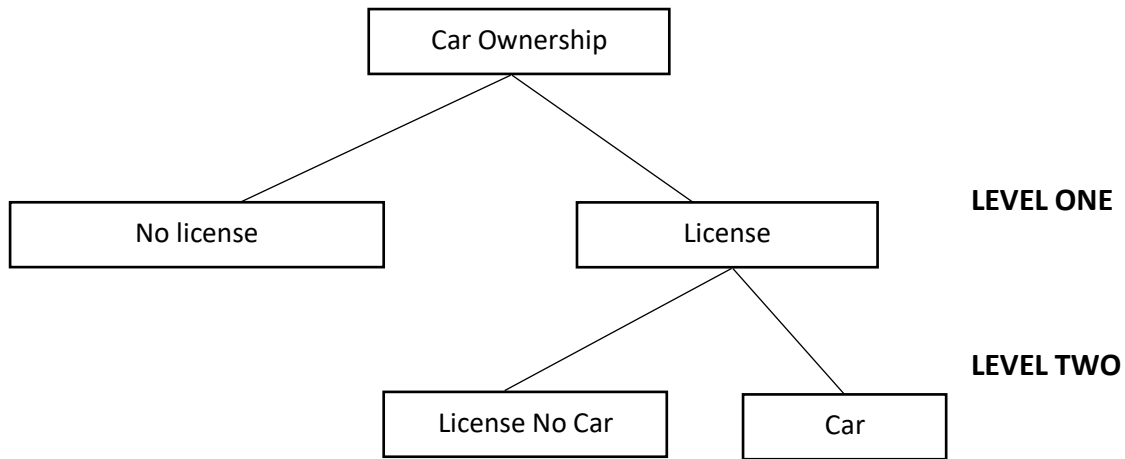 Car Ownership
LEVEL ONE
No license
License
LEVEL TWO
License No Car
Car